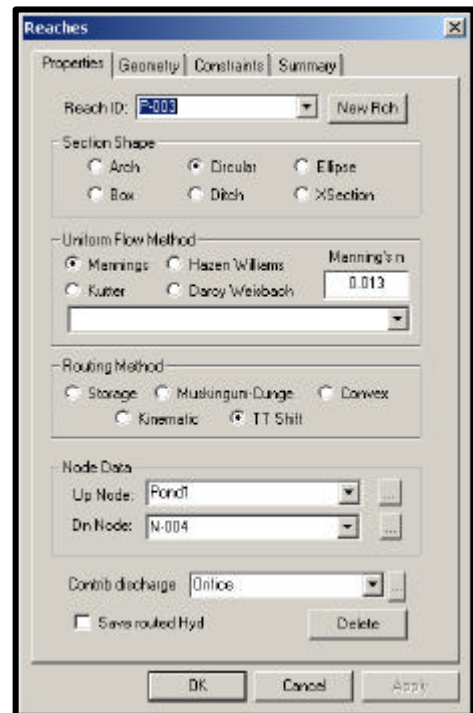 Reaches
Properties Geometry Constraints Summary
Reach ID: P-003 New Rch
Section Shape
Arch Circular Ellipse
Box Ditch XSection
Uniform Flow Method
Mannings Hazen Williams Manning's n
Kutter Darcy Weisbach 0.013
Routing Method
Storage Muskingun-Cunge Convex
Kinematic TT Shift
Node Data
Up Node: Pond1 ...
Dn Node: N-004 ...
Contrib discharge Orifice ...
Save routed Hyd Delete
OK Cancel Apply